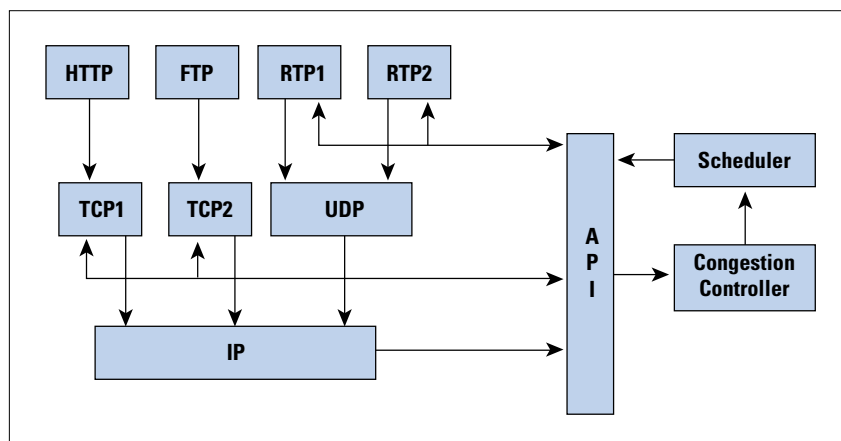 HTTP
FTP
RTP1
RTP2
TCP1
TCP2
UDP
IP
A
P
I
Scheduler
Congestion
Controller